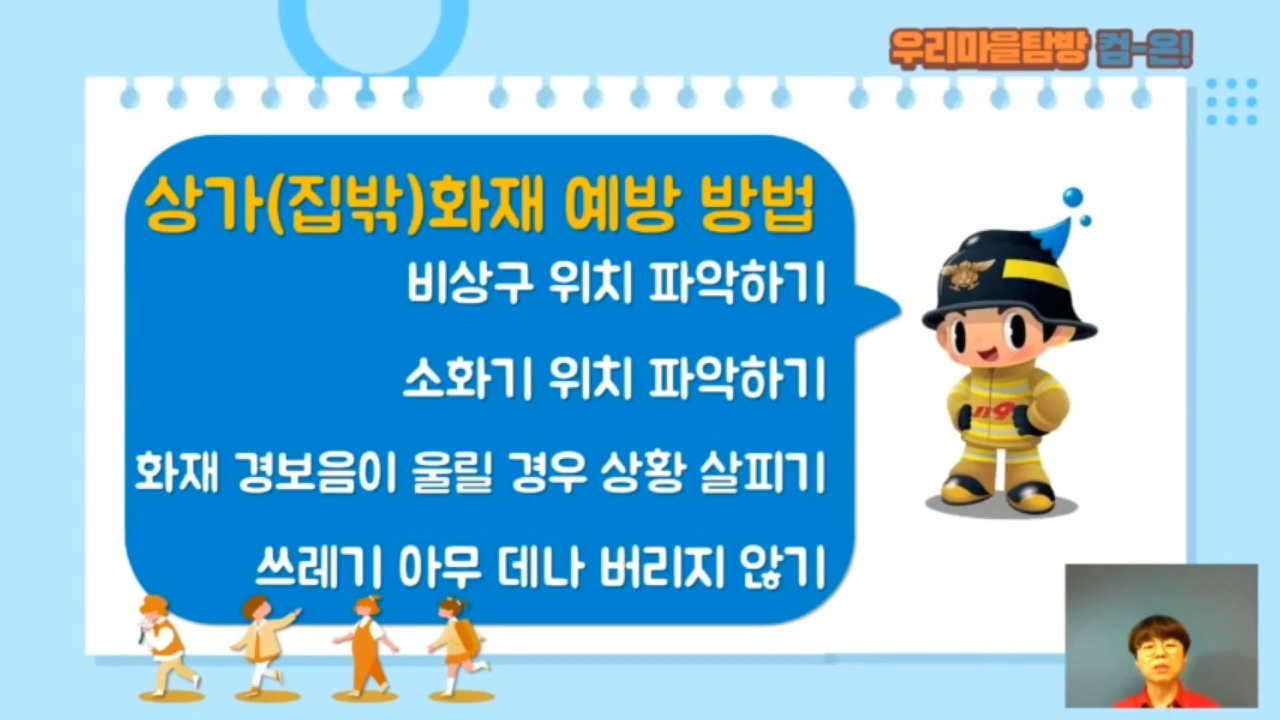 우리마을탐방 컴-온!
상가(집밖)화재 예방 방법
비상구 위치 파악하기
소화기 위치 파악하기
화재 경보음이 울릴 경우 상황 살피기
쓰레기 아무 데나 버리지 않기
119